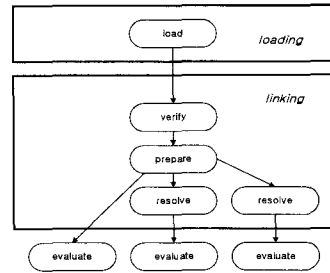 load
loading
linking
verify
prepare
resolve
resolve
evaluate
evaluate
evaluate